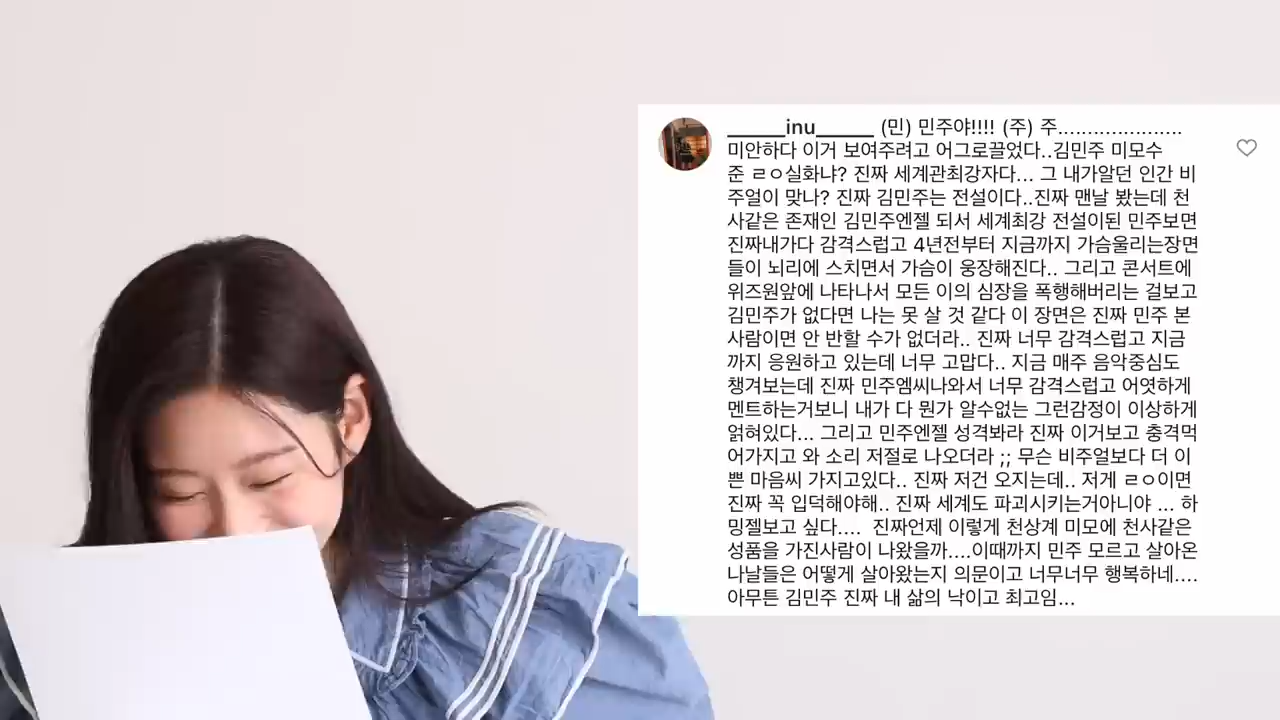 _____inu_____ (민) 민주야!!!! (주) 주.....................
미안하다 이거 보여주려고 어그로끌었다..김민주 미모수
준 ㄹㅇ실화냐? 진짜 세계관최강자다... 그 내가알던 인간 비
주얼이 맞나? 진짜 김민주는 전설이다..진짜 맨날 봤는데 천
사같은 존재인 김민주엔젤 되서 세계최강 전설이된 민주보면
진짜내가다 감격스럽고 4년전부터 지금까지 가슴울리는장면
들이 뇌리에 스치면서 가슴이 웅장해진다.. 그리고 콘서트에
위즈원앞에 나타나서 모든 이의 심장을 폭행해버리는 걸보고
김민주가 없다면 나는 못 살 것 같다 이 장면은 진짜 민주 본
사람이면 안 반할 수가 없더라.. 진짜 너무 감격스럽고 지금
까지 응원하고 있는데 너무 고맙다.. 지금 매주 음악중심도
챙겨보는데 진짜 민주엠씨나와서 너무 감격스럽고 어엿하게
멘트하는거보니 내가 다 뭔가 알수없는 그런감정이 이상하게
얽혀있다... 그리고 민주엔젤 성격봐라 진짜 이거보고 충격먹
어가지고 와 소리 저절로 나오더라 ;; 무슨 비주얼보다 더 이
쁜 마음씨 가지고있다.. 진짜 저건 오지는데.. 저게 ㄹㅇ이면
진짜 꼭 입덕해야해.. 진짜 세계도 파괴시키는거아니야 ... 하
밍젤보고 싶다.... 진짜언제 이렇게 천상계 미모에 천사같은
성품을 가진사람이 나왔을까....이때까지 민주 모르고 살아온
나날들은 어떻게 살아왔는지 의문이고 너무너무 행복하네....
아무튼 김민주 진짜 내 삶의 낙이고 최고임...